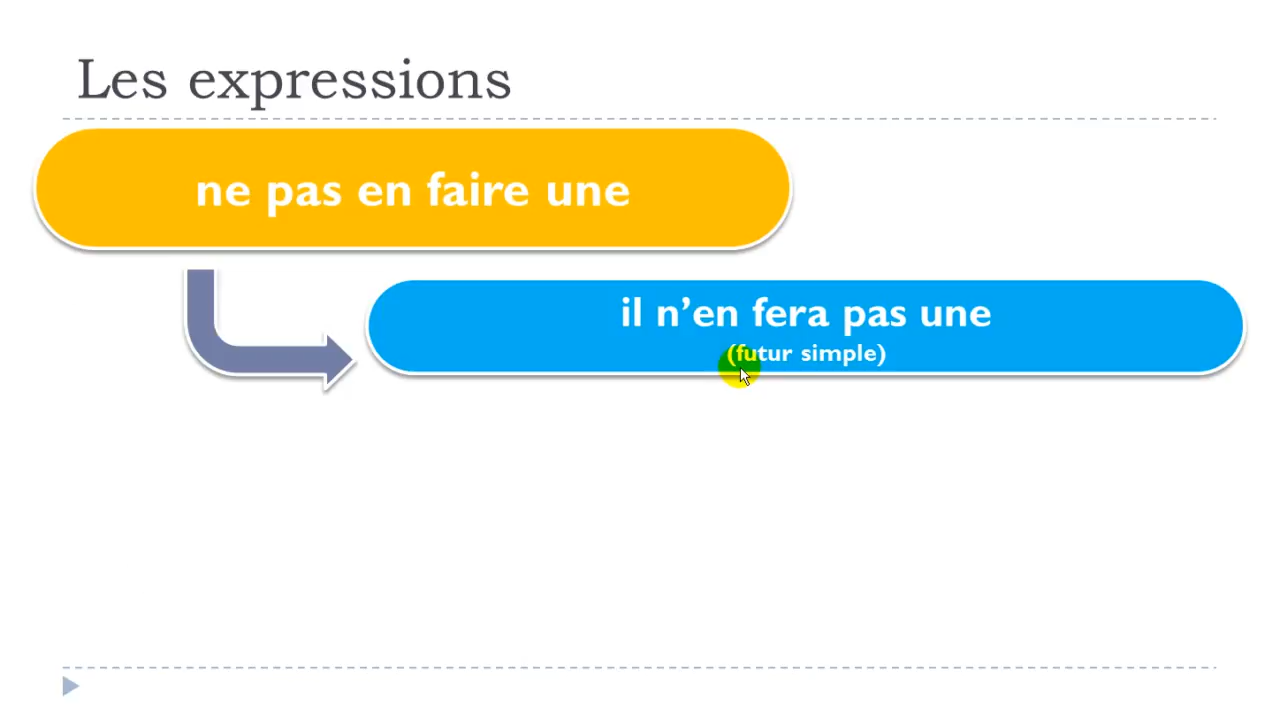 Les expressions
ne pas en faire une
il n’en fera pas une
(futur simple)